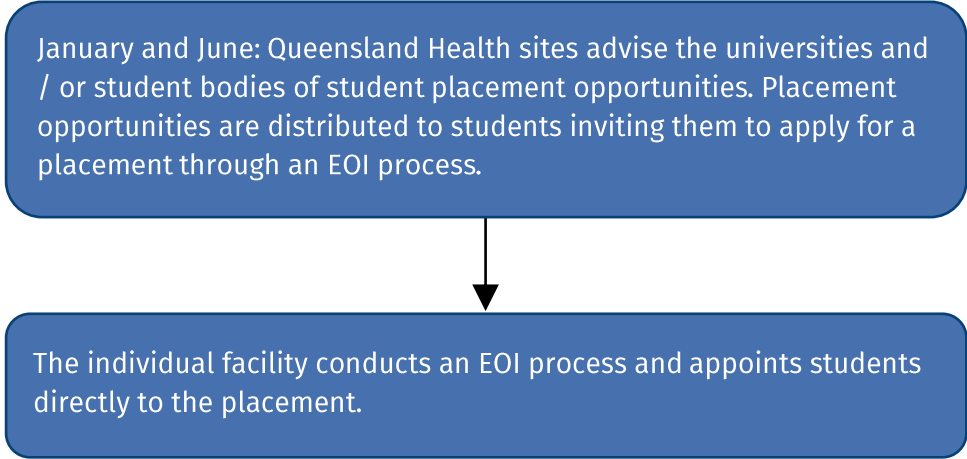 January and June: Queensland Health sites advise the universities and
/ or student bodies of student placement opportunities. Placement
opportunities are distributed to students inviting them to apply for a
placement through an EOI process.
The individual facility conducts an EOI process and appoints students
directly to the placement.